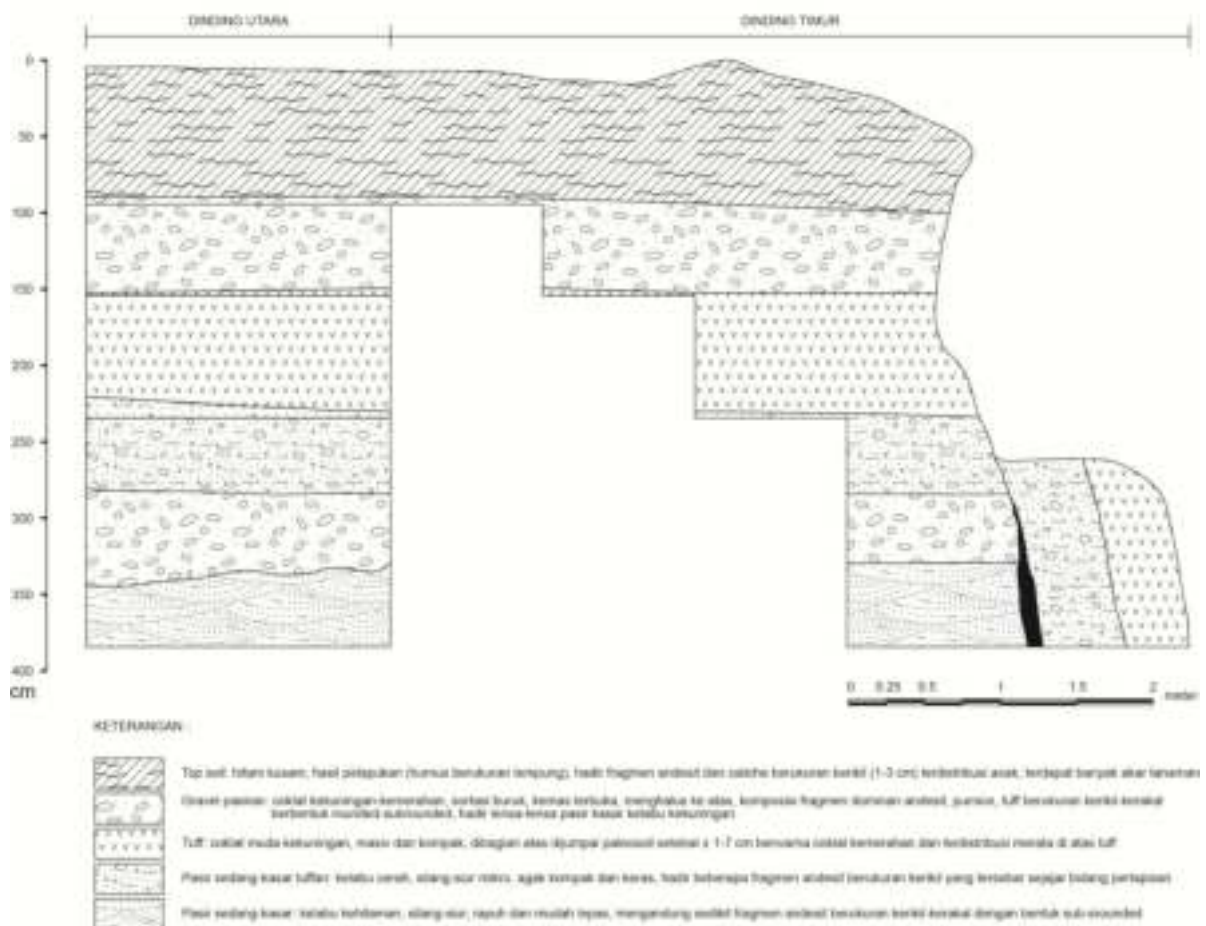 DINDING UTARA
DINDING TIMUR
0
50
100
150
200
250
300
350
400
cm
0 0.25 0.5 1 1.5 2 meter
KETERANGAN :
Top soil: hitam kusam, hasil pelapukan (humus berukuran lempung), hadir fragmen andesit dan berukuran kerikil (1-3 cm) terdistribusi acak, terdapat banyak akar tanaman
Gravel pasiran: coklat kekuningan-kemerahan, sortasi buruk, kemas terbuka, menghalus ke atas, komposisi fragmen dominan andesit, pumice, tuff berukuran kerikil-kerakal
berbentuk rounded-subrounded, hadir lensa-lensa pasir kasar kelabu kekuningan
Tuff: coklat muda kekuningan, masiv dan kompak, dibagian atas dijumpai paleosoil setebal ± 1-7 cm berwarna coklat kemerahan dan terdistribusi merata di atas tuff
Pasir sedang-kasar tuffan: kelabu cerah, silang-siur mikro, agak kompak dan keras, hadir beberapa fragmen andesit berukuran kerikil yang tersebar sejajar bidang perlapisan
Pasir sedang-kasar: kelabu kehitaman, silang-siur, rapuh dan mudah lepas, mengandung sedikit fragmen andesit berukuran kerikil-kerakal dengan bentuk